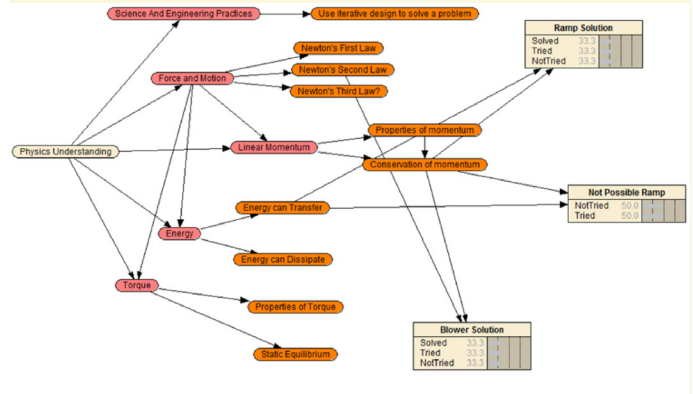 Science And Engineering Practices
Use iterative design to solve a problem
Ramp Solution
Solved 33.3
Tried 33.3
NotTried 33.3
Newton's First Law
Force and Motion
Newton's Second Law
Newton's Third Law?
Properties of momentum
Physics Understanding
Linear Momentum
Conservation of momentum
Not Possible Ramp
NotTried 50.0
Tried 50.0
Energy can Transfer
Energy
Energy can Dissipate
Torque
Properties of Torque
Blower Solution
Solved 33.3
Tried 33.3
NotTried 33.3
Static Equilibrium